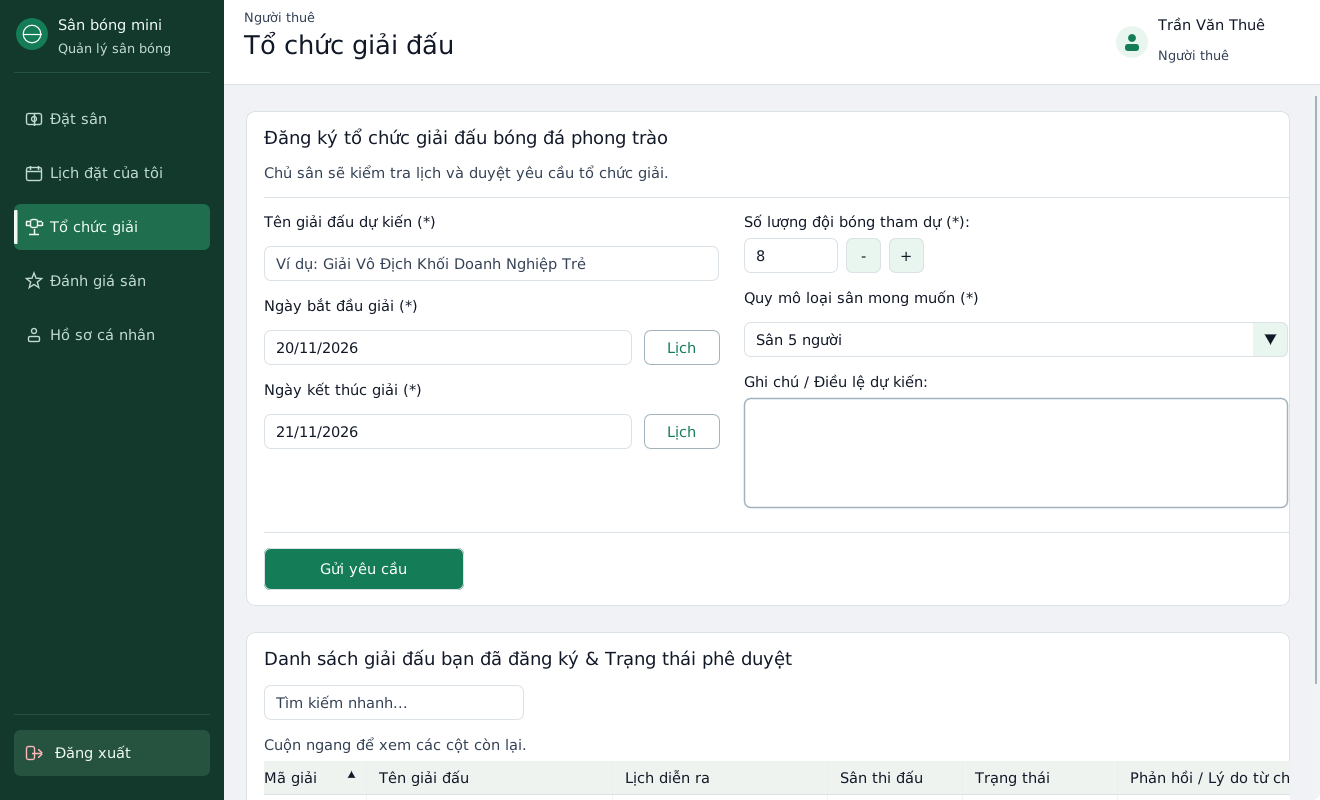 Sân bóng mini
Quản lý sân bóng
Đặt sân
Lịch đặt của tôi
Tổ chức giải
Đánh giá sân
Hồ sơ cá nhân
Đăng xuất
Người thuê
Tổ chức giải đấu
Trần Văn Thuê
Người thuê
Đăng ký tổ chức giải đấu bóng đá phong trào
Chủ sân sẽ kiểm tra lịch và duyệt yêu cầu tổ chức giải.
Tên giải đấu dự kiến (*)
Ví dụ: Giải Vô Địch Khối Doanh Nghiệp Trẻ
Ngày bắt đầu giải (*)
20/11/2026
Lịch
Ngày kết thúc giải (*)
21/11/2026
Lịch
Số lượng đội bóng tham dự (*):
8 - +
Quy mô loại sân mong muốn (*)
Sân 5 người
Ghi chú / Điều lệ dự kiến:
Gửi yêu cầu
Danh sách giải đấu bạn đã đăng ký & Trạng thái phê duyệt
Tìm kiếm nhanh...
Cuộn ngang để xem các cột còn lại.
Mã giải Tên giải đấu Lịch diễn ra Sân thi đấu Trạng thái Phản hồi / Lý do từ ch